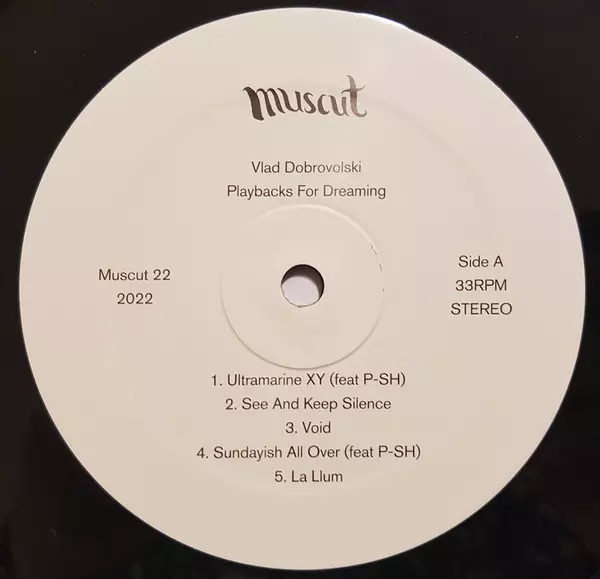 muscut
Vlad Dobrovolski
Playbacks For Dreaming
Muscut 22
2022
Side A
33RPM
STEREO
1. Ultramarine XY (feat P-SH)
2. See And Keep Silence
3. Void
4. Sundayish All Over (feat P-SH)
5. La Llum